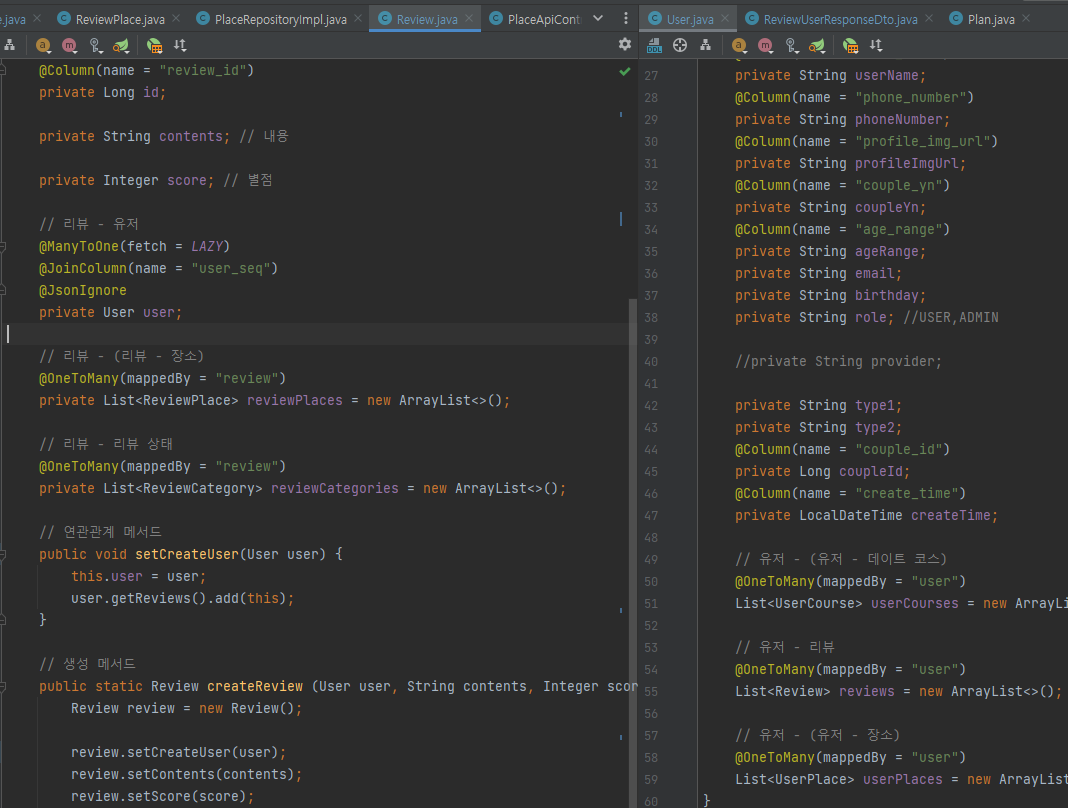 e.java ReviewPlace.java PlaceRepositoryImpl.java Review.java PlaceApiCont
@Column(name = "review_id")
private Long id;
private String contents; // 내용
private Integer score; // 별점
// 리뷰 - 유저
@ManyToOne(fetch = LAZY)
@JoinColumn(name = "user_seq")
@JsonIgnore
private User user;
// 리뷰 - (리뷰 - 장소)
@OneToMany(mappedBy = "review")
private List<ReviewPlace> reviewPlaces = new ArrayList<>();
// 리뷰 - 리뷰 상태
@OneToMany(mappedBy = "review")
private List<ReviewCategory> reviewCategories = new ArrayList<>();
// 연관관계 메서드
public void setCreateUser(User user) {
this.user = user;
user.getReviews().add(this);
}
// 생성 메서드
public static Review createReview (User user, String contents, Integer scor
Review review = new Review();
review.setCreateUser(user);
review.setContents(contents);
review.setScore(score);
User.java ReviewUserResponseDto.java Plan.java
DDL
27 private String userName;
28 @Column(name = "phone_number")
29 private String phoneNumber;
30 @Column(name = "profile_img_url")
31 private String profileImgUrl;
32 @Column(name = "couple_yn")
33 private String coupleYn;
34 @Column(name = "age_range")
35 private String ageRange;
36 private String email;
37 private String birthday;
38 private String role; //USER,ADMIN
39
40 //private String provider;
41
42 private String type1;
43 private String type2;
44 @Column(name = "couple_id")
45 private Long coupleId;
46 @Column(name = "create_time")
47 private LocalDateTime createTime;
48
49 // 유저 - (유저 - 데이트 코스)
50 @OneToMany(mappedBy = "user")
51 List<UserCourse> userCourses = new ArrayLi
52
53 // 유저 - 리뷰
54 @OneToMany(mappedBy = "user")
55 List<Review> reviews = new ArrayList<>();
56
57 // 유저 - (유저 - 장소)
58 @OneToMany(mappedBy = "user")
59 List<UserPlace> userPlaces = new ArrayList
60 }